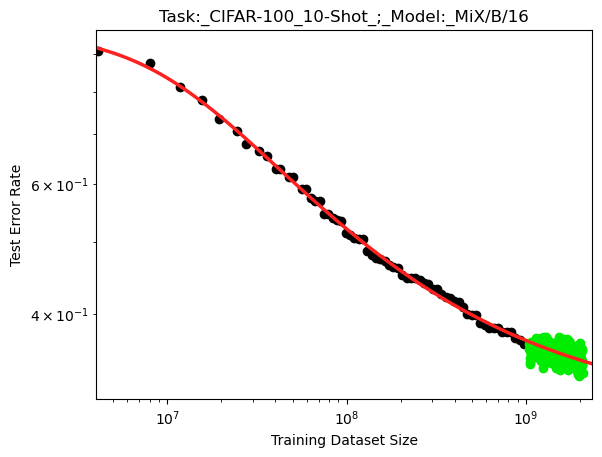 Task:_CIFAR-100_10-Shot_;_Model:_MiX/B/16
Test Error Rate
6 × 10⁻¹
4 × 10⁻¹
10⁷ 10⁸ 10⁹
Training Dataset Size